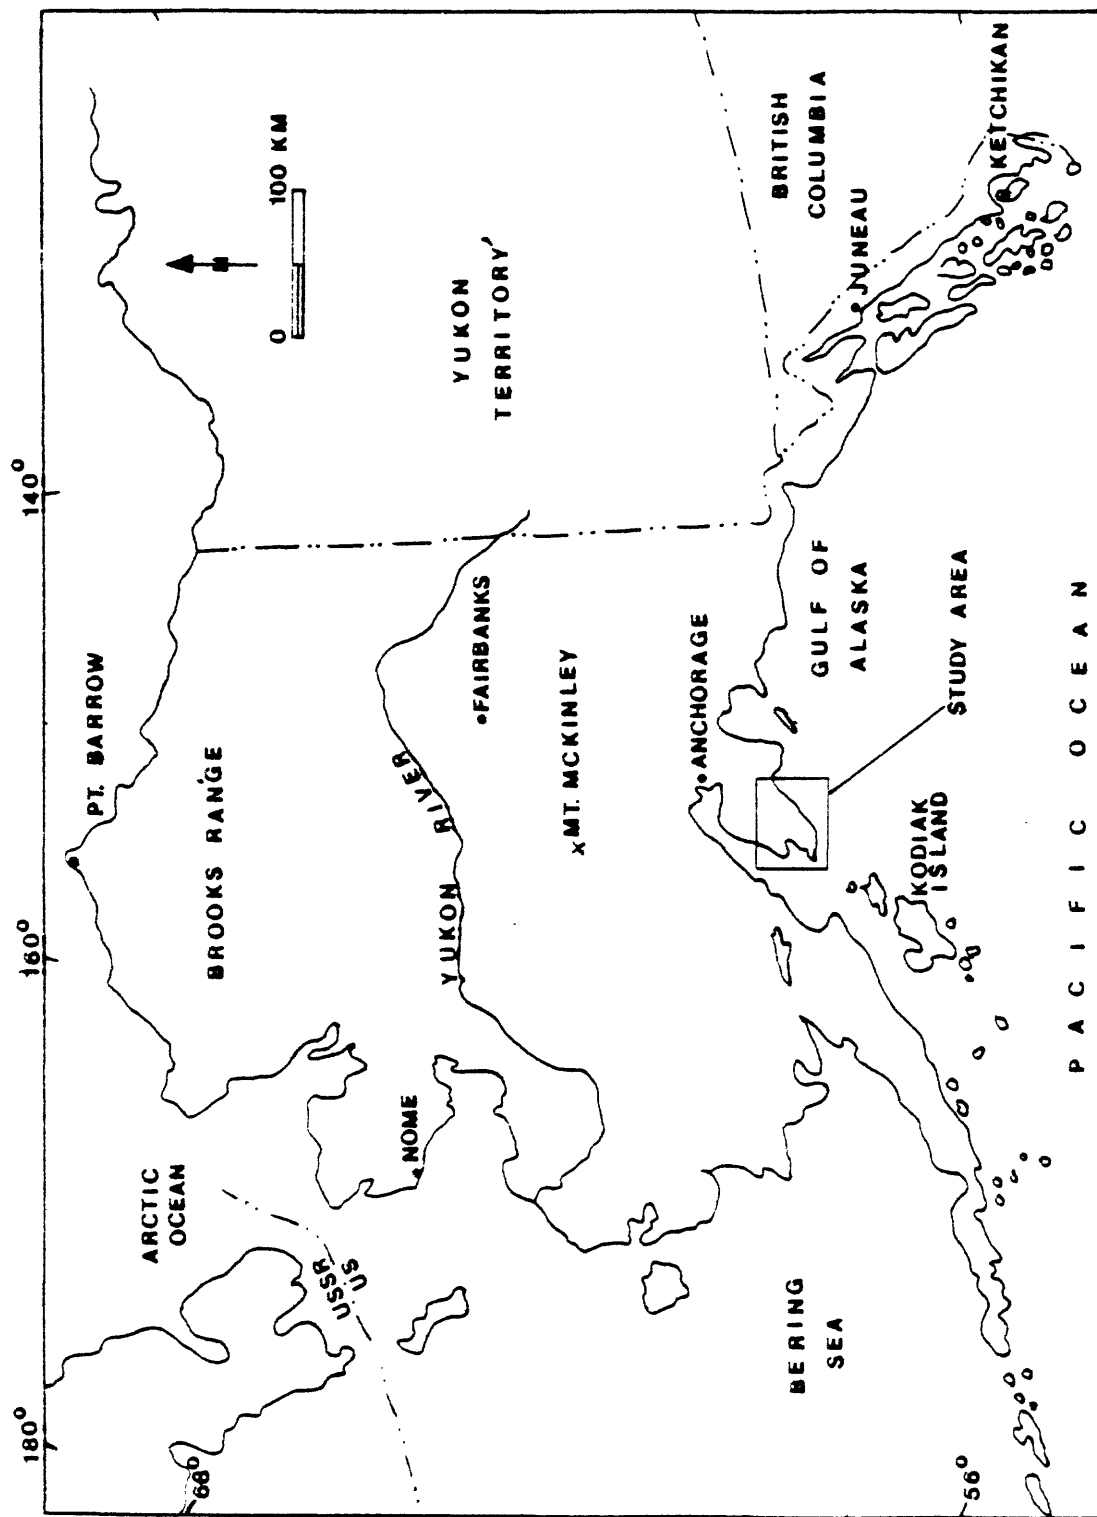 180°
160°
140°
68°
56°
ARCTIC
OCEAN
PT. BARROW
BROOKS RANGE
N
0 100 KM
USSR
US
NOME
YUKON RIVER
FAIRBANKS
YUKON
TERRITORY
MT. MCKINLEY
ANCHORAGE
BRITISH
COLUMBIA
JUNEAU
KETCHIKAN
GULF OF
ALASKA
STUDY AREA
KODIAK
ISLAND
BERING
SEA
PACIFIC OCEAN